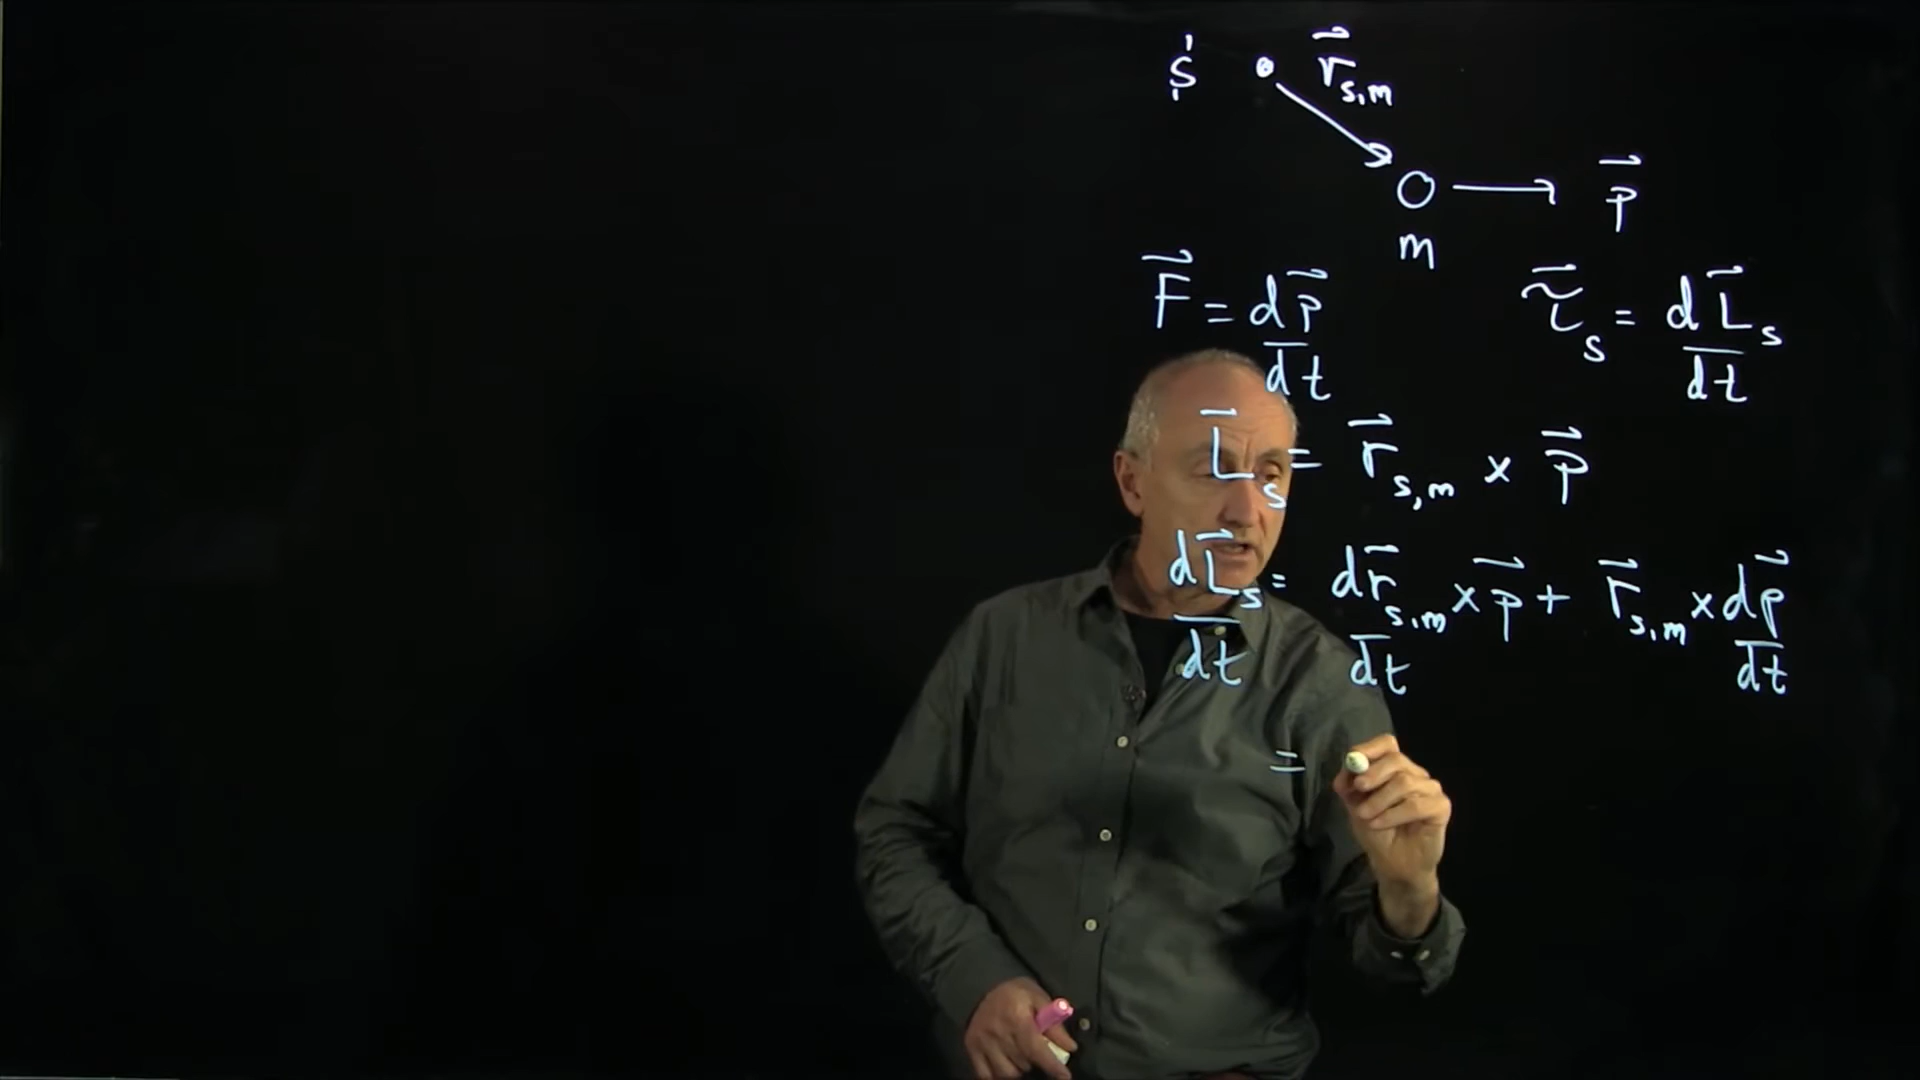 S r⃗ₛ,ₘ
p⃗
m
F⃗ = dp⃗/dt τ⃗ₛ = dL⃗ₛ/dt
L⃗ₛ = r⃗ₛ,ₘ × p⃗
dL⃗ₛ/dt = dr⃗ₛ,ₘ/dt × p⃗ + r⃗ₛ,ₘ × dp⃗/dt
=